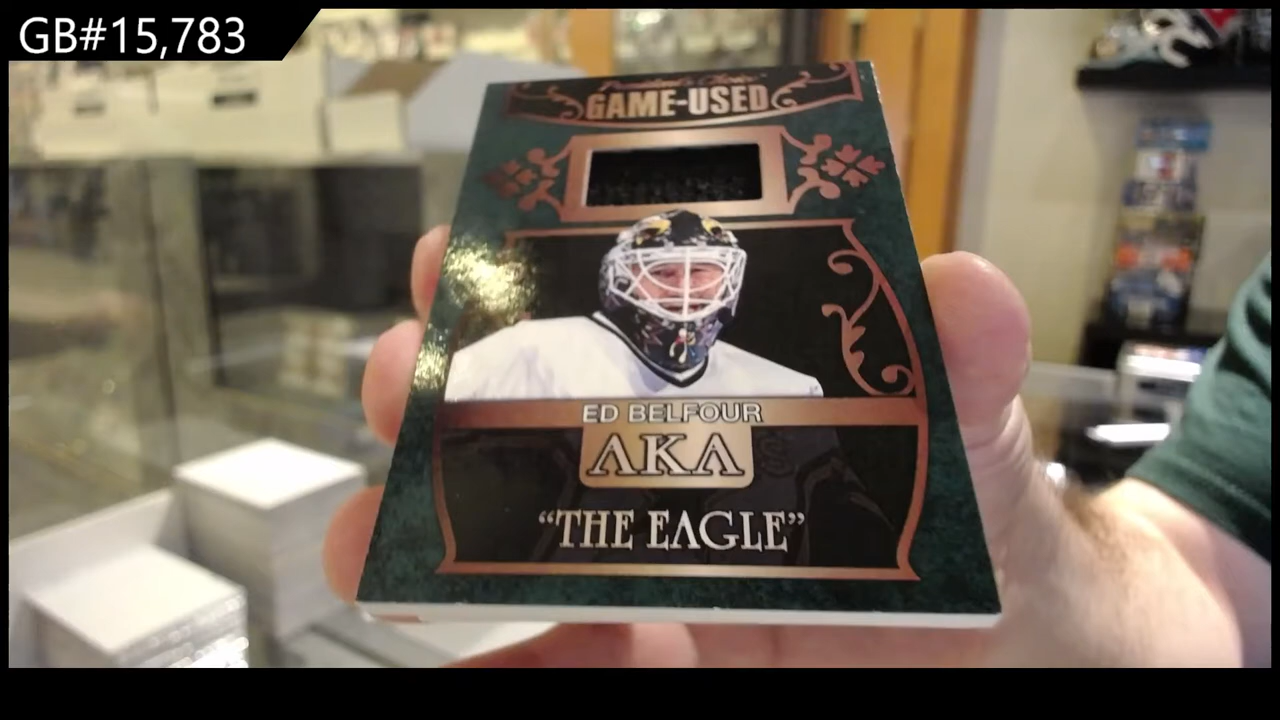 GB#15,783
President's Choice
GAME-USED
ED BELFOUR
AKA
“THE EAGLE”